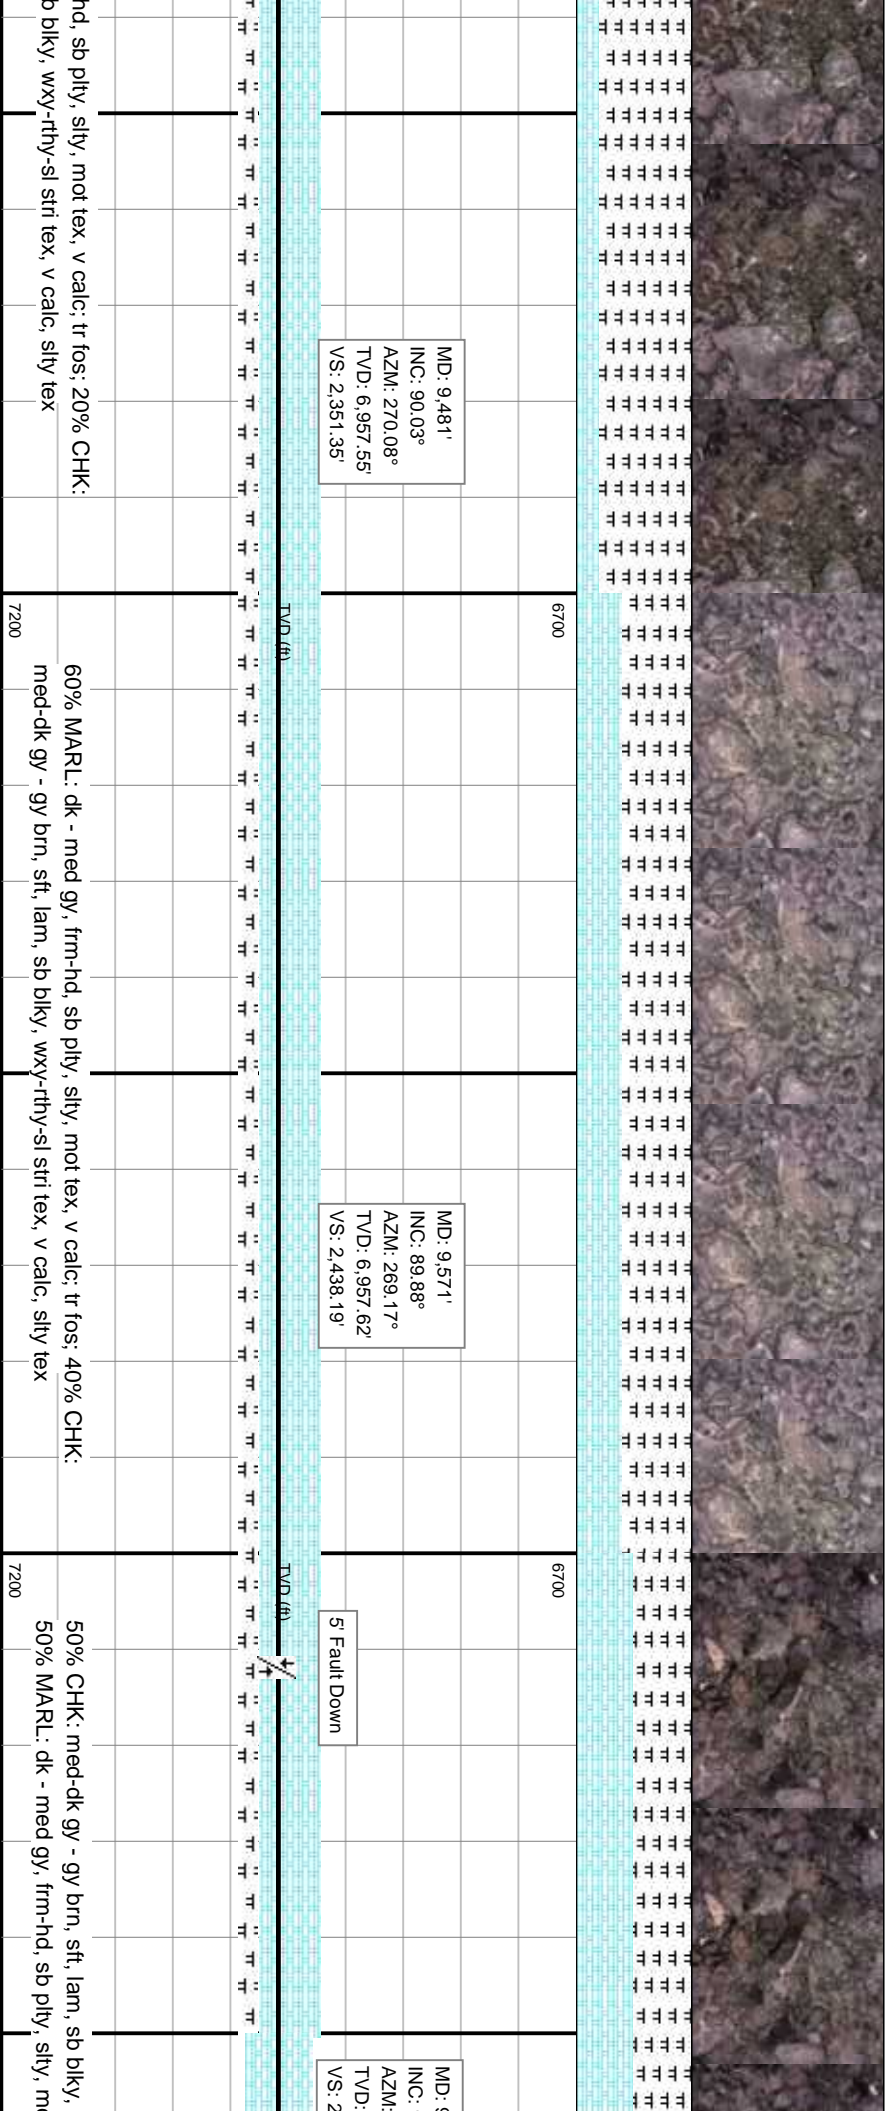 hd, sb plty, slty, mot tex, v calc; tr fos; 20% CHK:
b blky, wxy-rthy-sl stri tex, v calc, slty tex
MD: 9,481'
INC: 90.03°
AZM: 270.08°
TVD: 6,957.55'
VS: 2,351.35'
6700
TVD (ft)
7200
60% MARL: dk - med gy, frm-hd, sb plty, slty, mot tex, v calc; tr fos; 40% CHK:
med-dk gy - gy brn, sft, lam, sb blky, wxy-rthy-sl stri tex, v calc, slty tex
MD: 9,571'
INC: 89.88°
AZM: 269.17°
TVD: 6,957.62'
VS: 2,438.19'
6700
TVD (ft)
7200
5' Fault Down
50% CHK: med-dk gy - gy brn, sft, lam, sb blky,
50% MARL: dk - med gy, frm-hd, sb plty, slty,
MD:
INC:
AZM:
TVD:
VS: 2